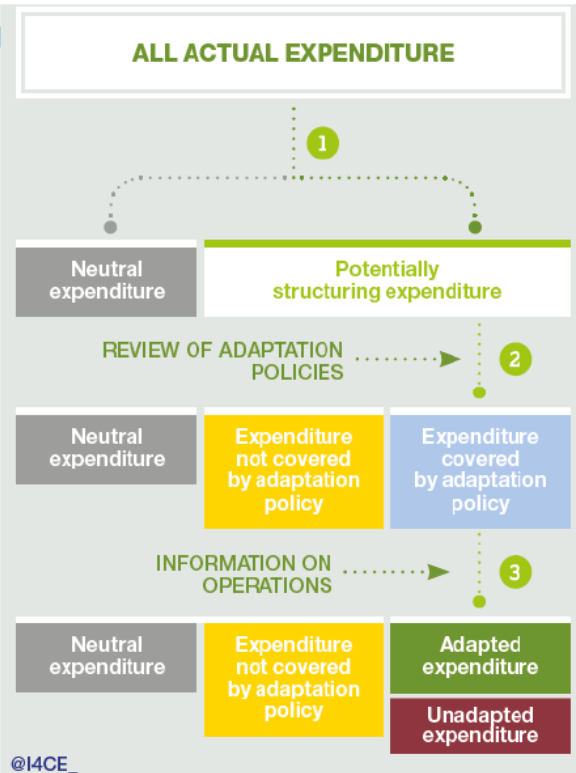 ALL ACTUAL EXPENDITURE
1
Neutral
expenditure
Potentially
structuring expenditure
REVIEW OF ADAPTATION
POLICIES
2
Neutral
expenditure
Expenditure
not covered
by adaptation
policy
Expenditure
covered
by adaptation
policy
INFORMATION ON
OPERATIONS
3
Neutral
expenditure
Expenditure
not covered
by adaptation
policy
Adapted
expenditure
Unadapted
expenditure
@I4CE_